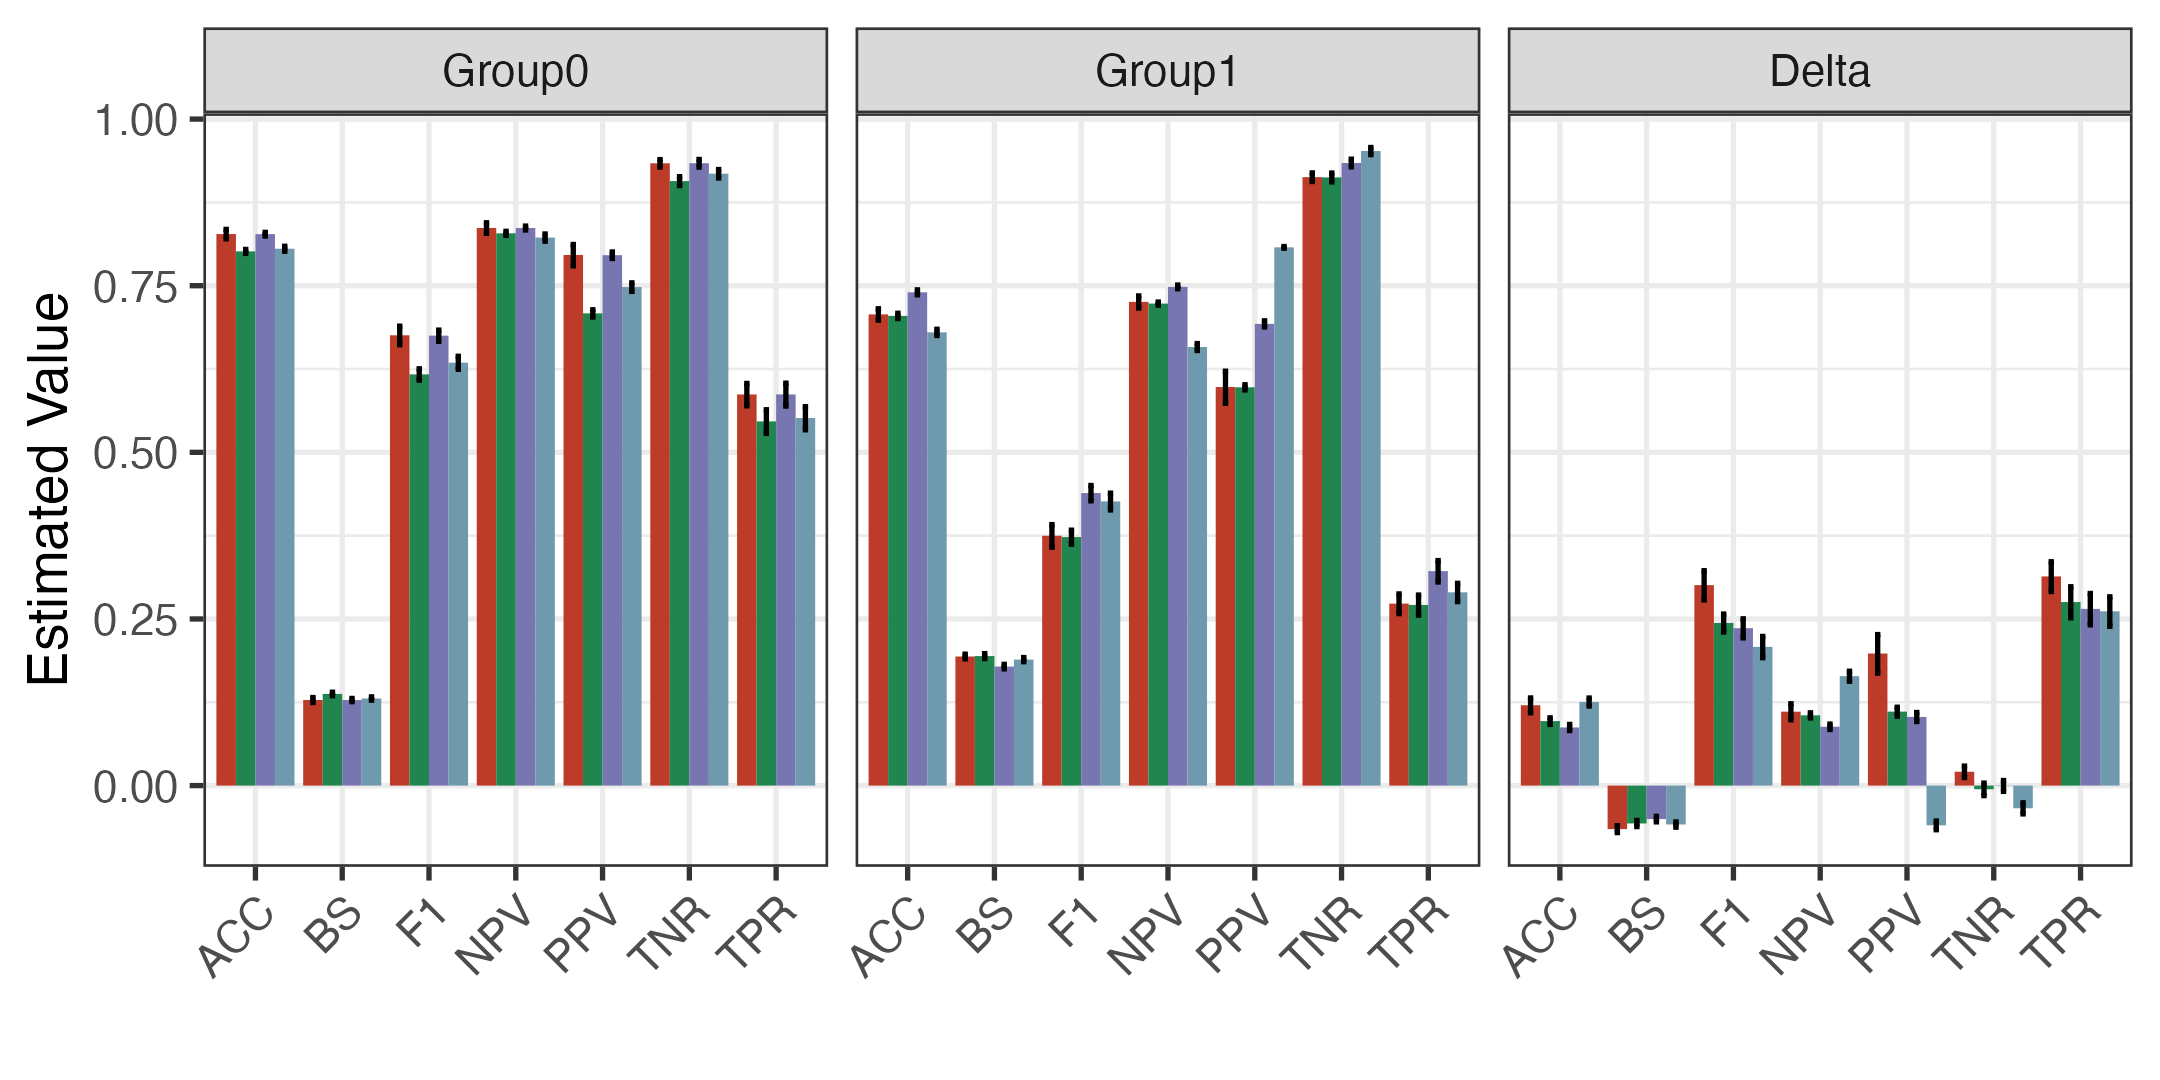 Group0 Group1 Delta
Estimated Value
1.00
0.75
0.50
0.25
0.00
ACC BS F1 NPV PPV TNR TPR
ACC BS F1 NPV PPV TNR TPR
ACC BS F1 NPV PPV TNR TPR